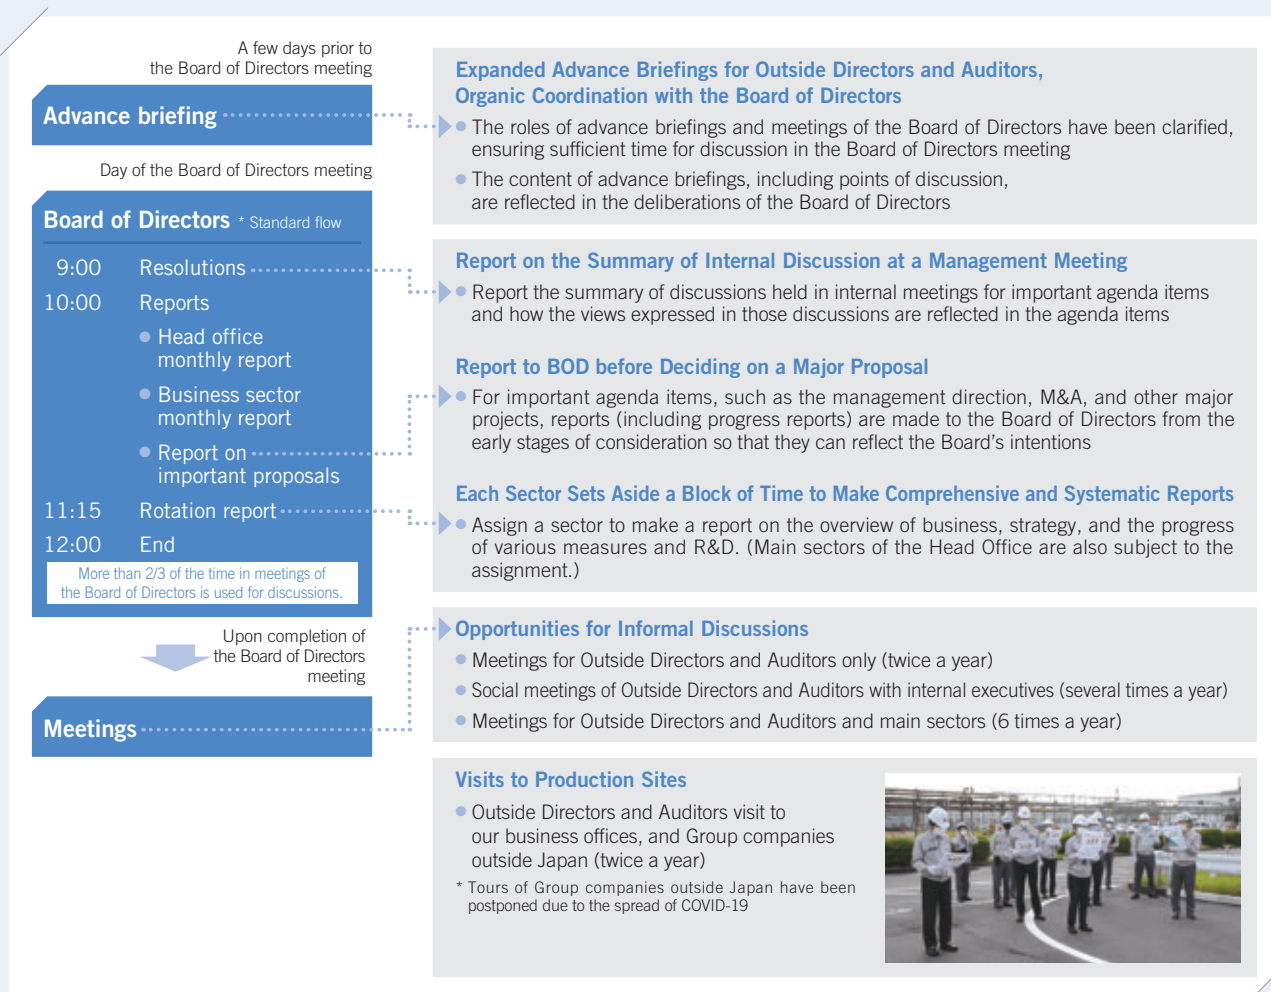 A few days prior to
the Board of Directors meeting
Advance briefing
Day of the Board of Directors meeting
Board of Directors * Standard flow
9:00 Resolutions
10:00 Reports
● Head office
monthly report
● Business sector
monthly report
● Report on
important proposals
11:15 Rotation report
12:00 End
More than 2/3 of the time in meetings of
the Board of Directors is used for discussions.
Upon completion of
the Board of Directors
meeting
Meetings
Expanded Advance Briefings for Outside Directors and Auditors,
Organic Coordination with the Board of Directors
● The roles of advance briefings and meetings of the Board of Directors have been clarified,
ensuring sufficient time for discussion in the Board of Directors meeting
● The content of advance briefings, including points of discussion,
are reflected in the deliberations of the Board of Directors
Report on the Summary of Internal Discussion at a Management Meeting
● Report the summary of discussions held in internal meetings for important agenda items
and how the views expressed in those discussions are reflected in the agenda items
Report to BOD before Deciding on a Major Proposal
● For important agenda items, such as the management direction, M&A, and other major
projects, reports (including progress reports) are made to the Board of Directors from the
early stages of consideration so that they can reflect the Board's intentions
Each Sector Sets Aside a Block of Time to Make Comprehensive and Systematic Reports
● Assign a sector to make a report on the overview of business, strategy, and the progress
of various measures and R&D. (Main sectors of the Head Office are also subject to the
assignment.)
Opportunities for Informal Discussions
● Meetings for Outside Directors and Auditors only (twice a year)
● Social meetings of Outside Directors and Auditors with internal executives (several times a year)
● Meetings for Outside Directors and Auditors and main sectors (6 times a year)
Visits to Production Sites
● Outside Directors and Auditors visit to
our business offices, and Group companies
outside Japan (twice a year)
* Tours of Group companies outside Japan have been
postponed due to the spread of COVID-19